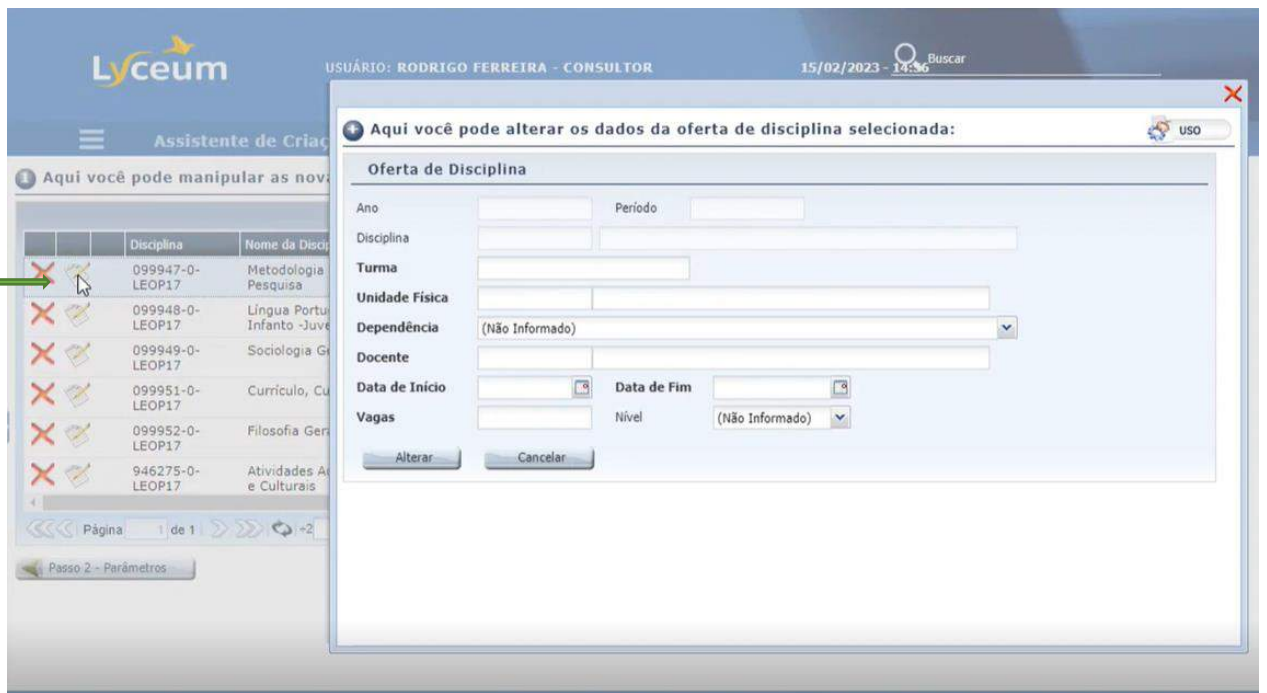 Lyceum
USUÁRIO: RODRIGO FERREIRA - CONSULTOR
15/02/2023 - 14:56
Buscar
Assistente de Criaç
Aqui você pode alterar os dados da oferta de disciplina selecionada:
USO
1 Aqui você pode manipular as nova
Disciplina Nome da Discip
099947-0-
LEOP17
Metodologia
Pesquisa
099948-0-
LEOP17
Língua Portu
Infanto -Juve
099949-0-
LEOP17
Sociologia Ge
099951-0-
LEOP17
Currículo, Cu
099952-0-
LEOP17
Filosofia Ger
946275-0-
LEOP17
Atividades A
e Culturais
Página 1 de 1
÷2
Passo 2 - Parâmetros
Oferta de Disciplina
Ano Período
Disciplina
Turma
Unidade Física
Dependência (Não Informado)
Docente
Data de Início Data de Fim
Vagas Nível (Não Informado)
Alterar Cancelar